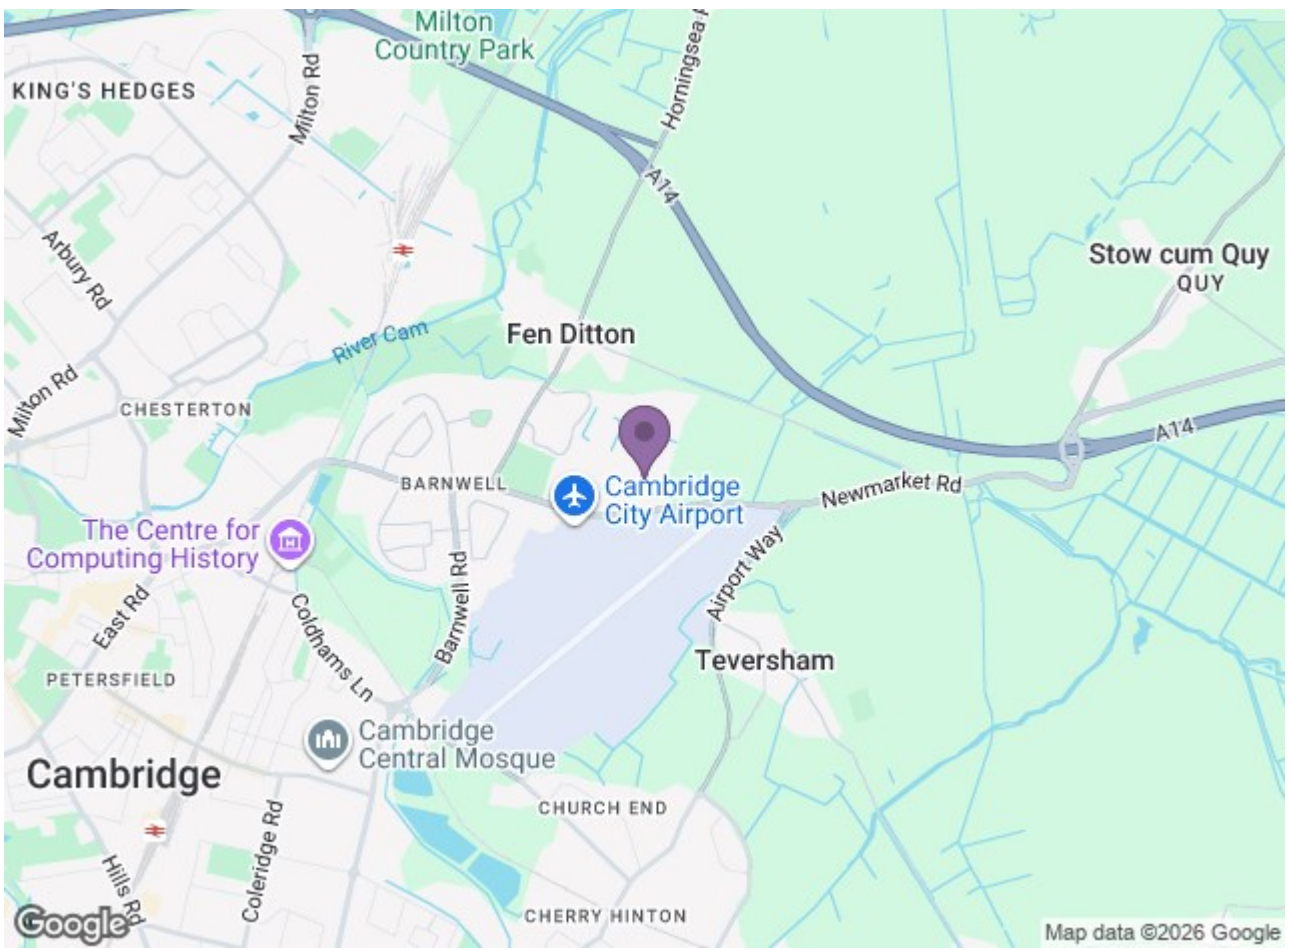 Milton
Country Park
KING'S HEDGES
Milton Rd
Horningsea
A14
Arbury Rd
Stow cum Quy
QUY
River Cam
Fen Ditton
Milton Rd
CHESTERTON
A14
BARNWELL
Newmarket Rd
Cambridge
City Airport
The Centre for
Computing History
Airport Way
East Rd
Coldhams Ln
Barnwell Rd
Teversham
PETERSFIELD
Cambridge
Central Mosque
Cambridge
CHURCH END
Coleridge Rd
Hills Rd
CHERRY HINTON
Google
Map data ©2026 Google